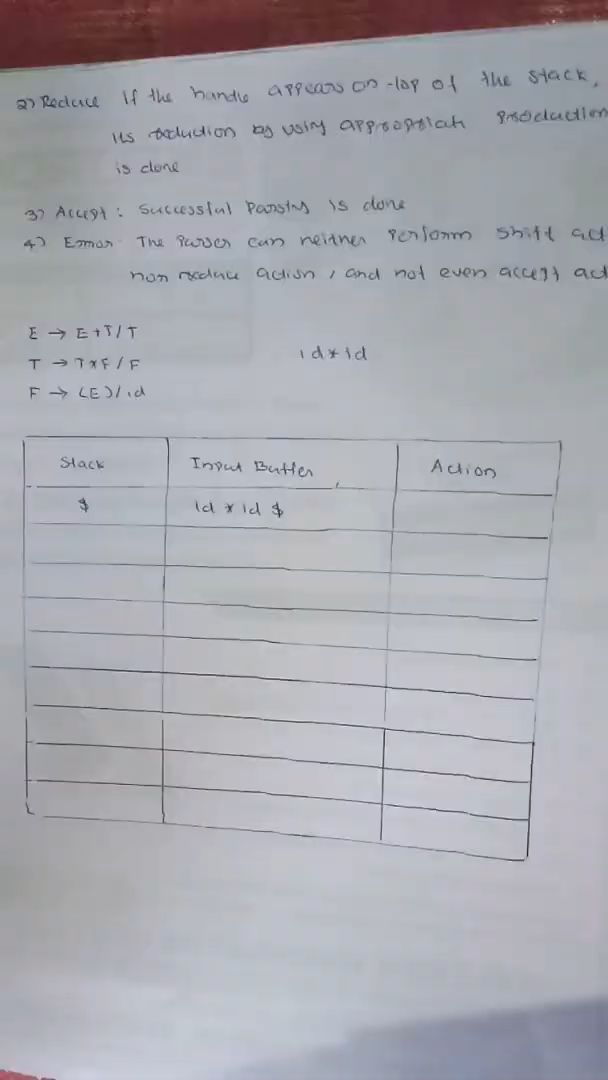 2) Reduce If the handle appears on top of the stack,
its reduction by using appropriate production
is done
3) Accept : Successful Parsing is done
4) Error The Parser can neither Perform shift act
nor reduce action , and not even accept act
E → E+T/T
T → T*F/F
F → (E)/id
id*id
Stack Input Buffer Action
$ id * id $